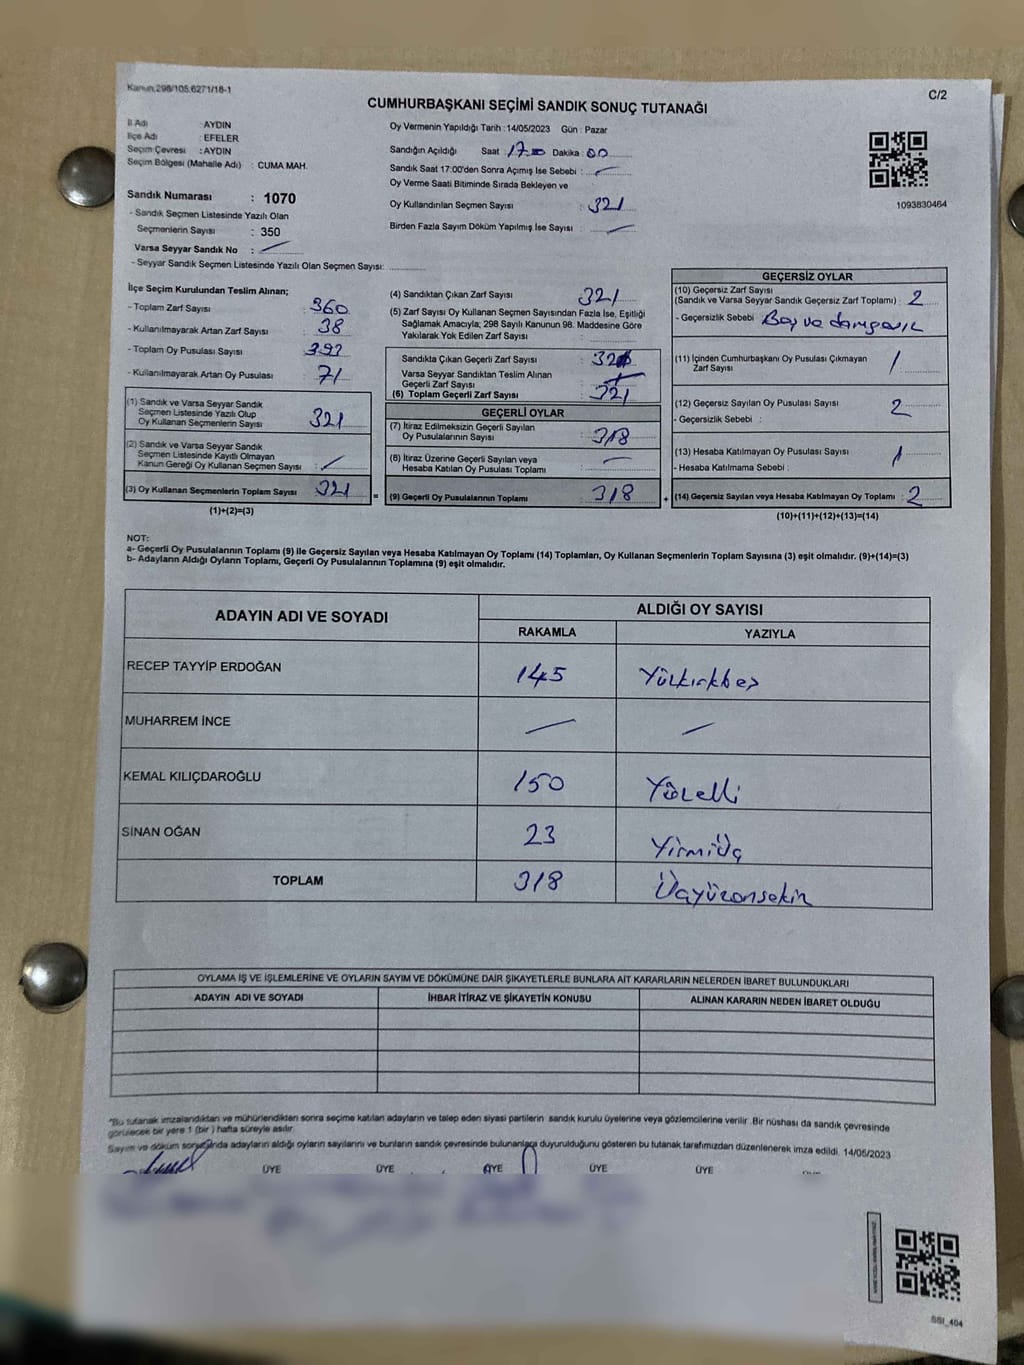 Kanun:298/105,6271/18-1
C/2
CUMHURBAŞKANI SEÇİMİ SANDIK SONUÇ TUTANAĞI
İl Adı : AYDIN
İlçe Adı : EFELER
Seçim Çevresi : AYDIN
Seçim Bölgesi (Mahalle Adı) : CUMA MAH.
Sandık Numarası : 1070
- Sandık Seçmen Listesinde Yazılı Olan
Seçmenlerin Sayısı : 350
Varsa Seyyar Sandık No : —
- Seyyar Sandık Seçmen Listesinde Yazılı Olan Seçmen Sayısı:
Oy Vermenin Yapıldığı Tarih : 14/05/2023 Gün : Pazar
Sandığın Açıldığı Saat 17:00 Dakika : 00
Sandık Saat 17:00'den Sonra Açımış İse Sebebi : —
Oy Verme Saati Bitiminde Sırada Bekleyen ve
Oy Kullandırılan Seçmen Sayısı : 321
Birden Fazla Sayım Döküm Yapılmış İse Sayısı : —
1093830464
İlçe Seçim Kurulundan Teslim Alınan;
- Toplam Zarf Sayısı : 360
- Kullanılmayarak Artan Zarf Sayısı : 38
- Toplam Oy Pusulası Sayısı : 392
- Kullanılmayarak Artan Oy Pusulası : 71
(1) Sandık ve Varsa Seyyar Sandık
Seçmen Listesinde Yazılı Olup
Oy Kullanan Seçmenlerin Sayısı : 321
(2) Sandık ve Varsa Seyyar Sandık
Seçmen Listesinde Kayıtlı Olmayan
Kanun Gereği Oy Kullanan Seçmen Sayısı : —
(3) Oy Kullanan Seçmenlerin Toplam Sayısı : 321
(1)+(2)=(3)
=
(4) Sandıktan Çıkan Zarf Sayısı : 321
(5) Zarf Sayısı Oy Kullanan Seçmen Sayısından Fazla İse, Eşitliği
Sağlamak Amacıyla; 298 Sayılı Kanunun 98. Maddesine Göre
Yakılarak Yok Edilen Zarf Sayısı :
Sandıkta Çıkan Geçerli Zarf Sayısı : 321
Varsa Seyyar Sandıktan Teslim Alınan
Geçerli Zarf Sayısı :
(6) Toplam Geçerli Zarf Sayısı : 321
GEÇERLİ OYLAR
(7) İtiraz Edilmeksizin Geçerli Sayılan
Oy Pusulalarının Sayısı : 318
(8) İtiraz Üzerine Geçerli Sayılan veya
Hesaba Katılan Oy Pusulası Toplamı : —
(9) Geçerli Oy Pusulalarının Toplamı : 318
+
GEÇERSİZ OYLAR
(10) Geçersiz Zarf Sayısı
(Sandık ve Varsa Seyyar Sandık Geçersiz Zarf Toplamı) : 2
- Geçersizlik Sebebi :
(11) İçinden Cumhurbaşkanı Oy Pusulası Çıkmayan
Zarf Sayısı : /
(12) Geçersiz Sayılan Oy Pusulası Sayısı : 2
- Geçersizlik Sebebi :
(13) Hesaba Katılmayan Oy Pusulası Sayısı : 1
- Hesaba Katılmama Sebebi :
(14) Geçersiz Sayılan veya Hesaba Katılmayan Oy Toplamı : 2
(10)+(11)+(12)+(13)=(14)
NOT:
a- Geçerli Oy Pusulalarının Toplamı (9) ile Geçersiz Sayılan veya Hesaba Katılmayan Oy Toplamı (14) Toplamları, Oy Kullanan Seçmenlerin Toplam Sayısına (3) eşit olmalıdır. (9)+(14)=(3)
b- Adayların Aldığı Oyların Toplamı, Geçerli Oy Pusulalarının Toplamına (9) eşit olmalıdır.
ADAYIN ADI VE SOYADI ALDIĞI OY SAYISI
RAKAMLA YAZIYLA
RECEP TAYYİP ERDOĞAN 145 Yüzkırkbeş
MUHARREM İNCE — —
KEMAL KILIÇDAROĞLU 150 Yüzelli
SİNAN OĞAN 23 Yirmiüç
TOPLAM 318 Üçyüzonsekiz
OYLAMA İŞ VE İŞLEMLERİNE VE OYLARIN SAYIM VE DÖKÜMÜNE DAİR ŞİKAYETLERLE BUNLARA AİT KARARLARIN NELERDEN İBARET BULUNDUKLARI
ADAYIN ADI VE SOYADI İHBAR İTİRAZ VE ŞİKAYETİN KONUSU ALINAN KARARIN NEDEN İBARET OLDUĞU
*Bu tutanak imzalandıktan ve mühürlendikten sonra seçime katılan adayların ve talep eden siyasi partilerin sandık kurulu üyelerine veya gözlemcilerine verilir. Bir nüshası da sandık çevresinde
görülecek bir yere 1 (bir) hafta süreyle asılır.
Sayım ve döküm sonucunda adayların aldığı oyların sayılarını ve bunların sandık çevresinde bulunanlara duyurulduğunu gösteren bu tutanak tarafımızdan düzenlenerek imza edildi. 14/05/2023
ÜYE ÜYE ÜYE ÜYE ÜYE
SSI_404